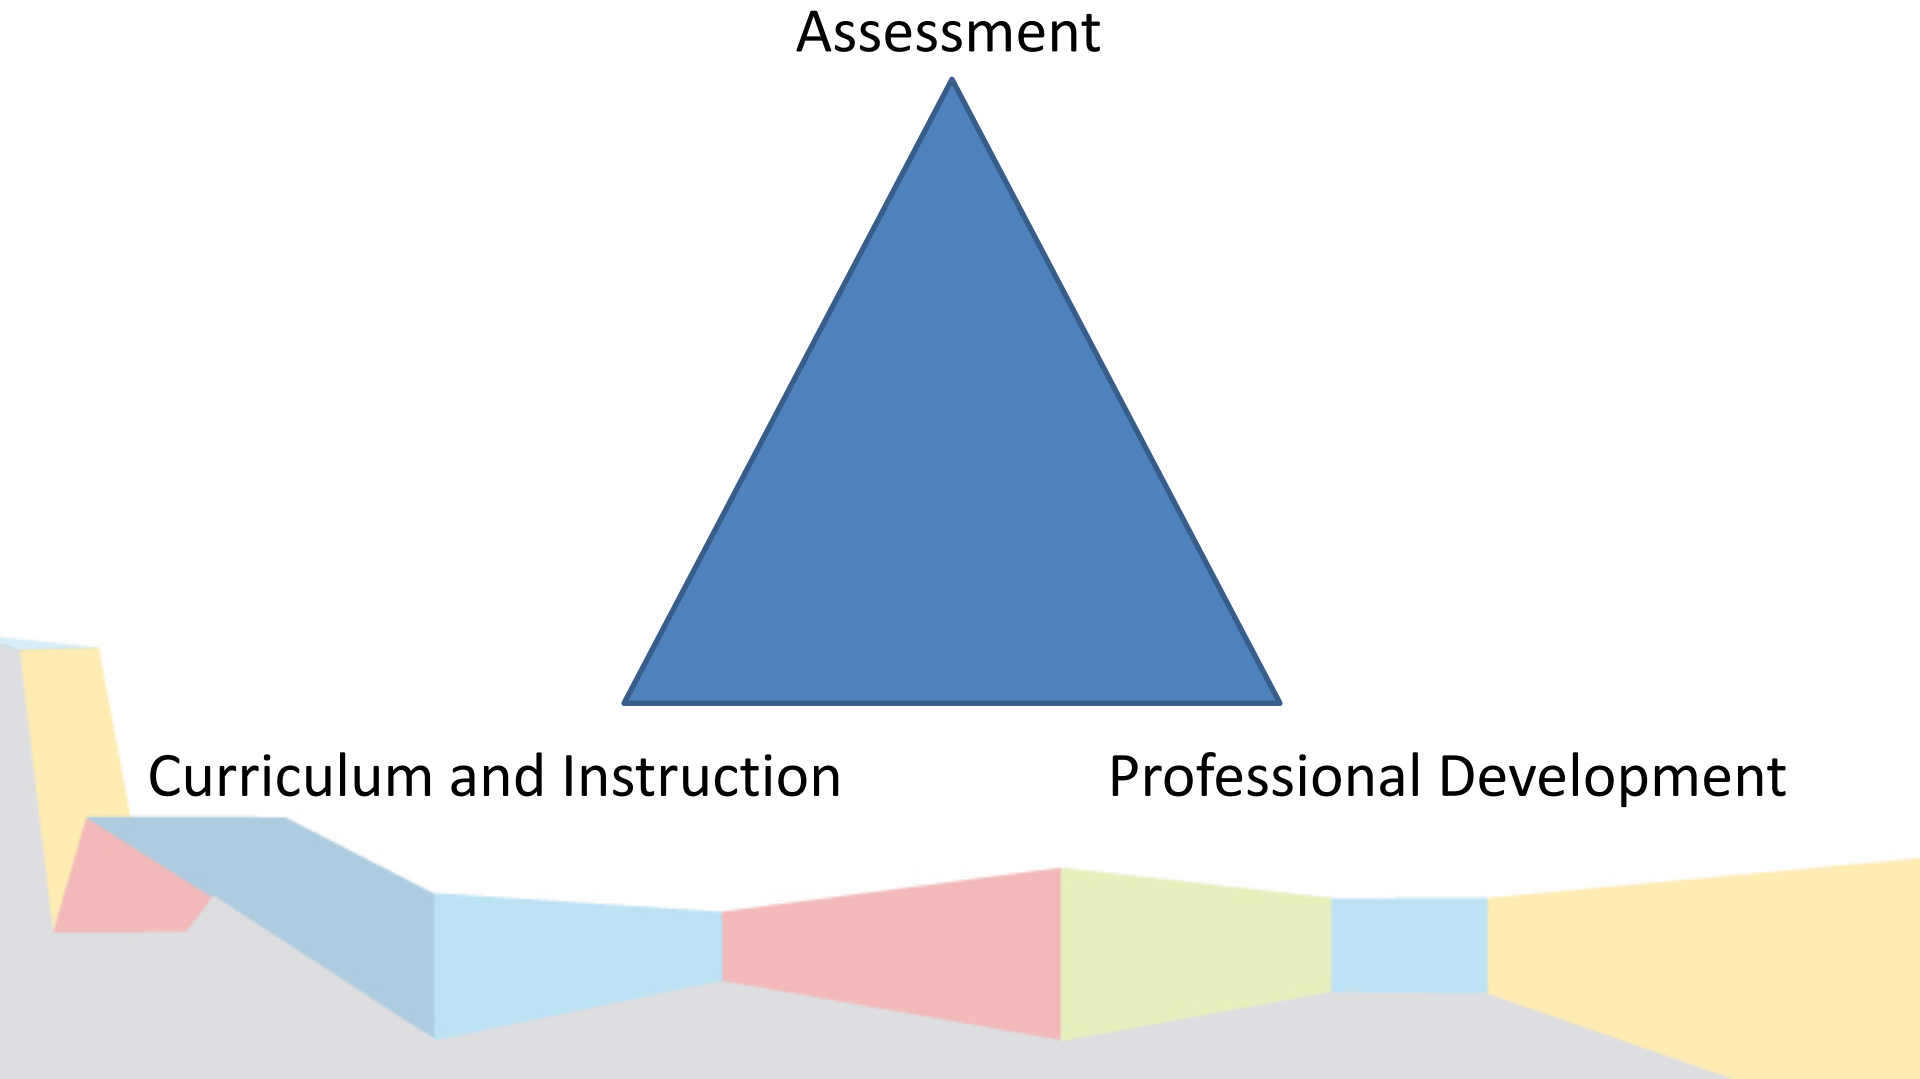 Assessment
Curriculum and Instruction
Professional Development